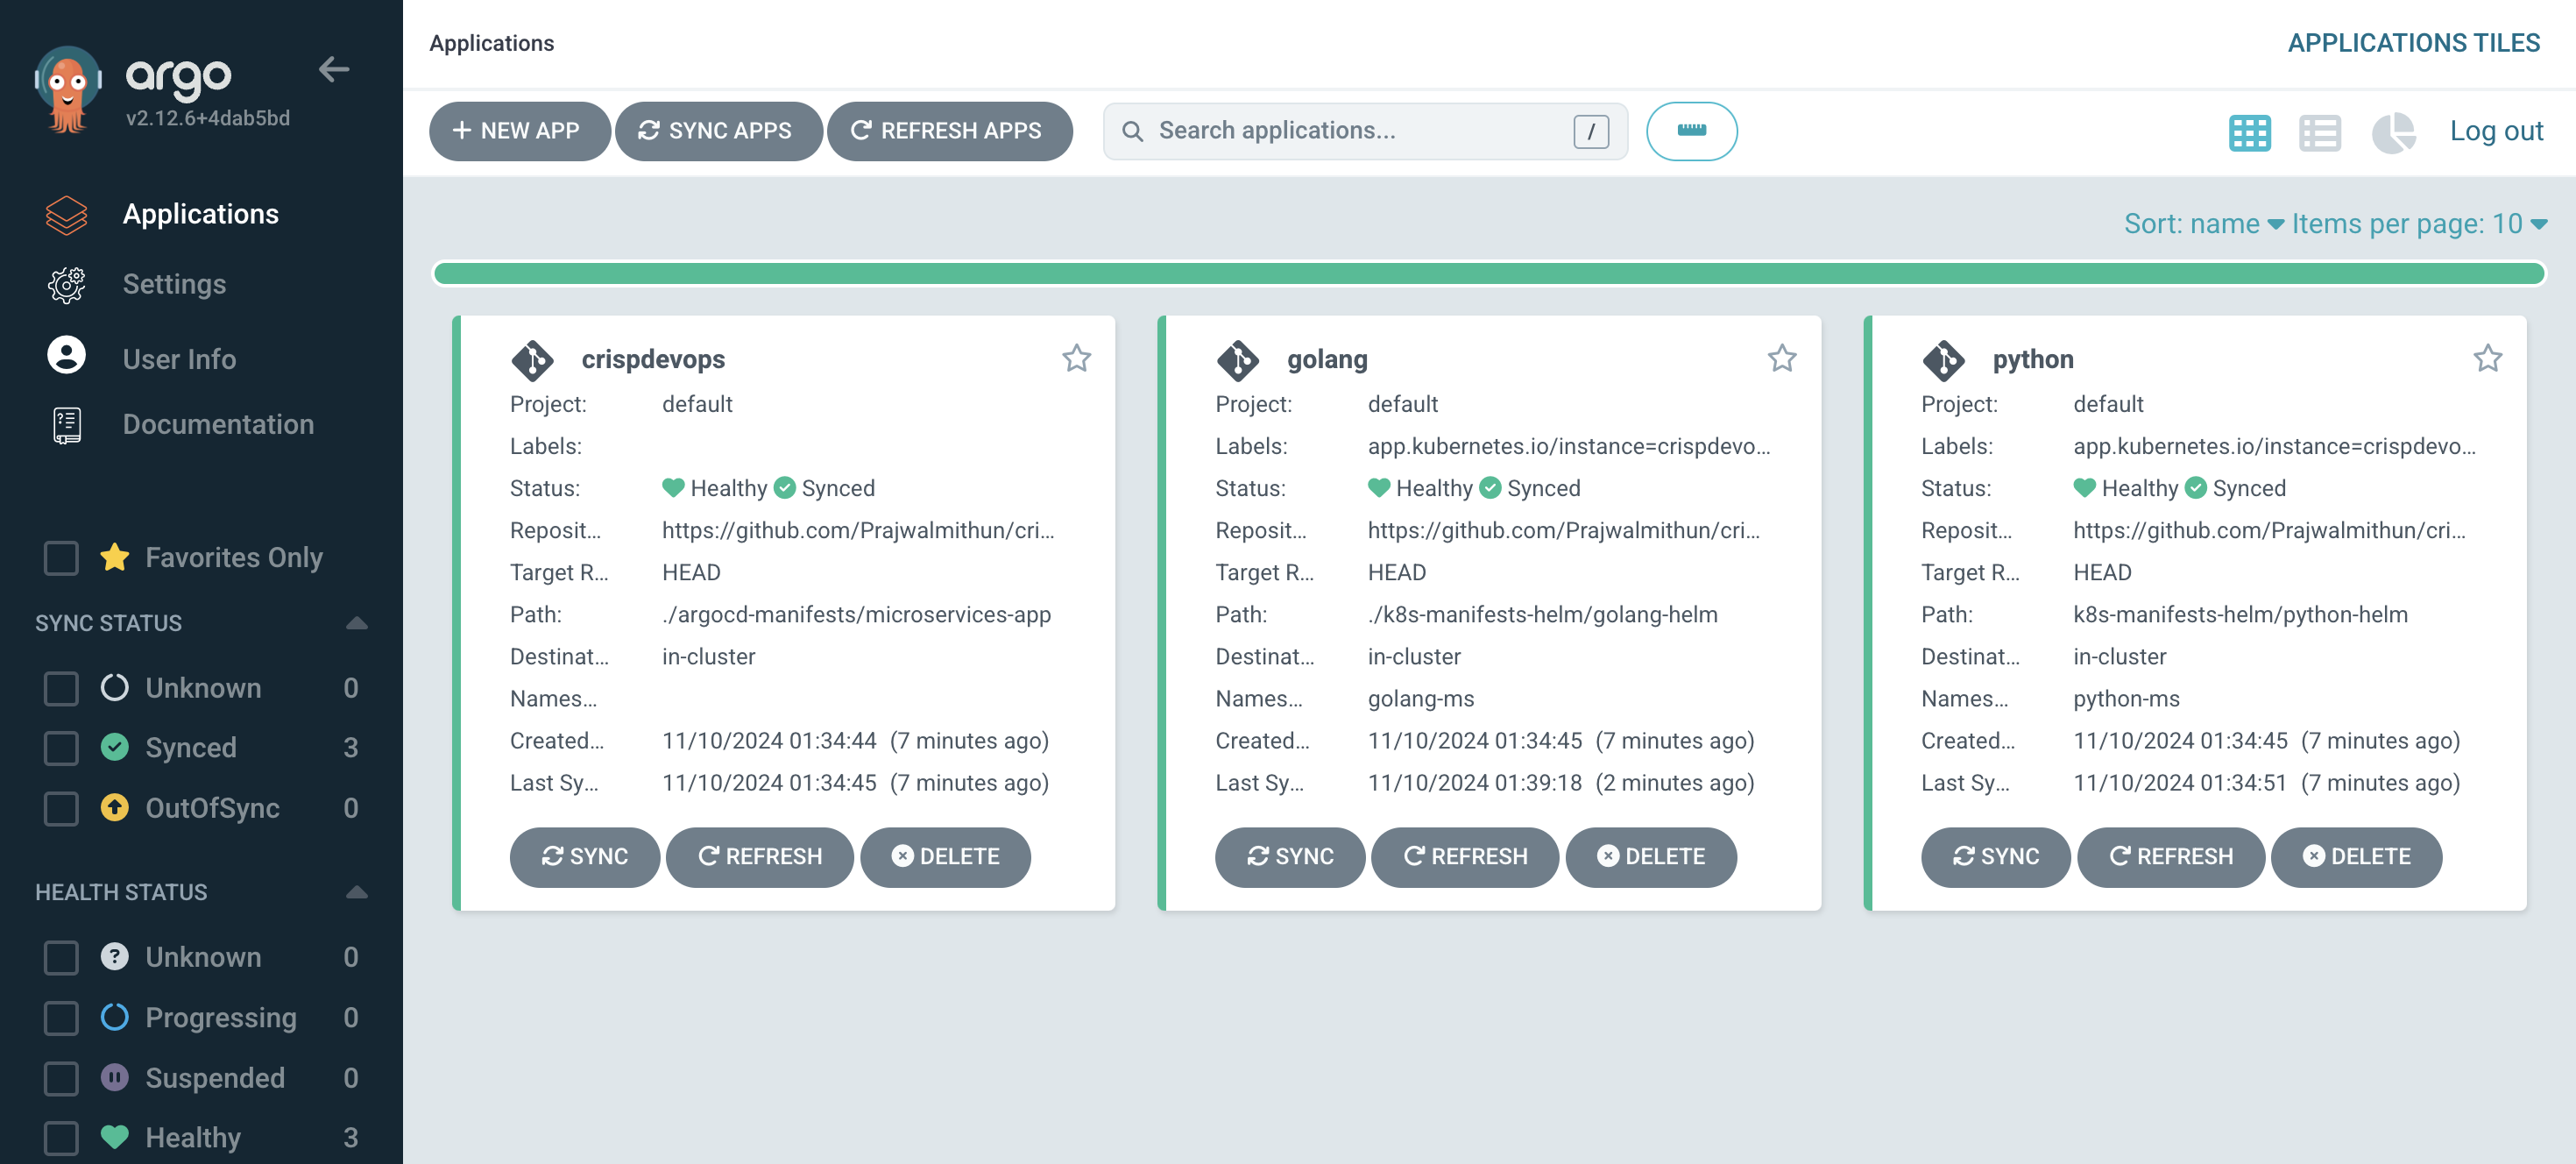 argo
v2.12.6+4dab5bd
Applications
Settings
User Info
Documentation
Favorites Only
SYNC STATUS
Unknown 0
Synced 3
OutOfSync 0
HEALTH STATUS
Unknown 0
Progressing 0
Suspended 0
Healthy 3
Applications
APPLICATIONS TILES
NEW APP SYNC APPS REFRESH APPS Search applications... / Log out
Sort: name Items per page: 10
crispdevops
Project: default
Labels:
Status: Healthy Synced
Reposit... https://github.com/Prajwalmithun/cri...
Target R... HEAD
Path: ./argocd-manifests/microservices-app
Destinat... in-cluster
Names...
Created... 11/10/2024 01:34:44 (7 minutes ago)
Last Sy... 11/10/2024 01:34:45 (7 minutes ago)
SYNC REFRESH DELETE
golang
Project: default
Labels: app.kubernetes.io/instance=crispdevo...
Status: Healthy Synced
Reposit... https://github.com/Prajwalmithun/cri...
Target R... HEAD
Path: ./k8s-manifests-helm/golang-helm
Destinat... in-cluster
Names... golang-ms
Created... 11/10/2024 01:34:45 (7 minutes ago)
Last Sy... 11/10/2024 01:39:18 (2 minutes ago)
SYNC REFRESH DELETE
python
Project: default
Labels: app.kubernetes.io/instance=crispdevo...
Status: Healthy Synced
Reposit... https://github.com/Prajwalmithun/cri...
Target R... HEAD
Path: k8s-manifests-helm/python-helm
Destinat... in-cluster
Names... python-ms
Created... 11/10/2024 01:34:45 (7 minutes ago)
Last Sy... 11/10/2024 01:34:51 (7 minutes ago)
SYNC REFRESH DELETE